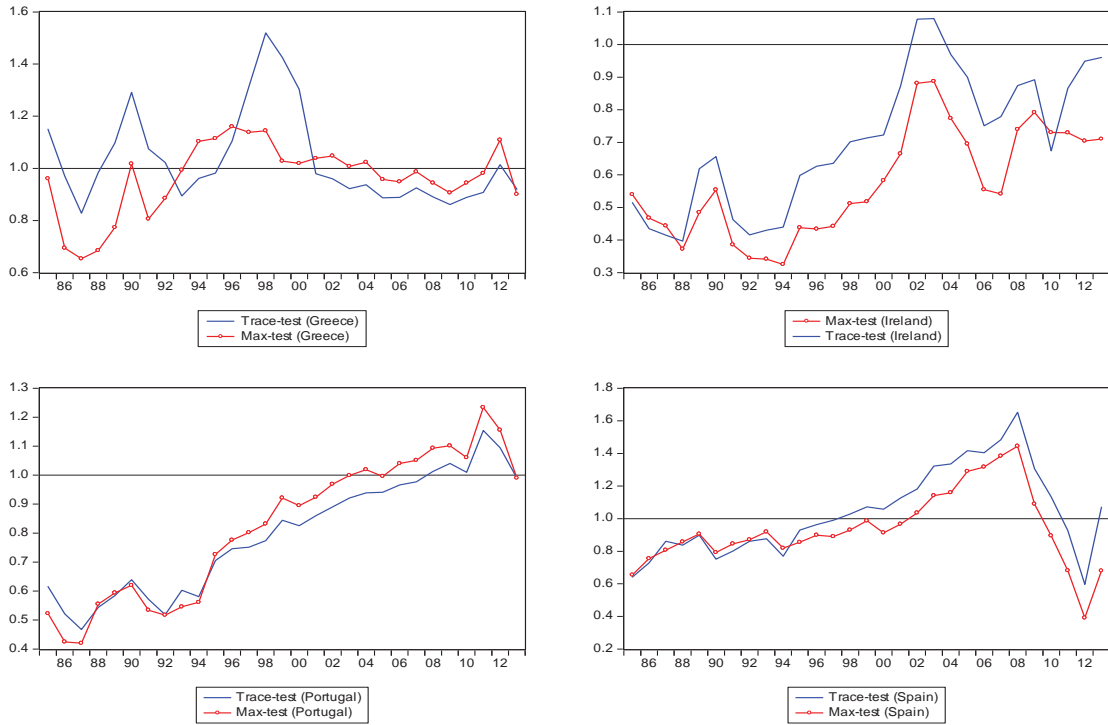 1.6
1.4
1.2
1.0
0.8
0.6
86 88 90 92 94 96 98 00 02 04 06 08 10 12
Trace-test (Greece)
Max-test (Greece)
1.1
1.0
0.9
0.8
0.7
0.6
0.5
0.4
0.3
86 88 90 92 94 96 98 00 02 04 06 08 10 12
Max-test (Ireland)
Trace-test (Ireland)
1.3
1.2
1.1
1.0
0.9
0.8
0.7
0.6
0.5
0.4
86 88 90 92 94 96 98 00 02 04 06 08 10 12
Trace-test (Portugal)
Max-test (Portugal)
1.8
1.6
1.4
1.2
1.0
0.8
0.6
0.4
0.2
86 88 90 92 94 96 98 00 02 04 06 08 10 12
Trace-test (Spain)
Max-test (Spain)